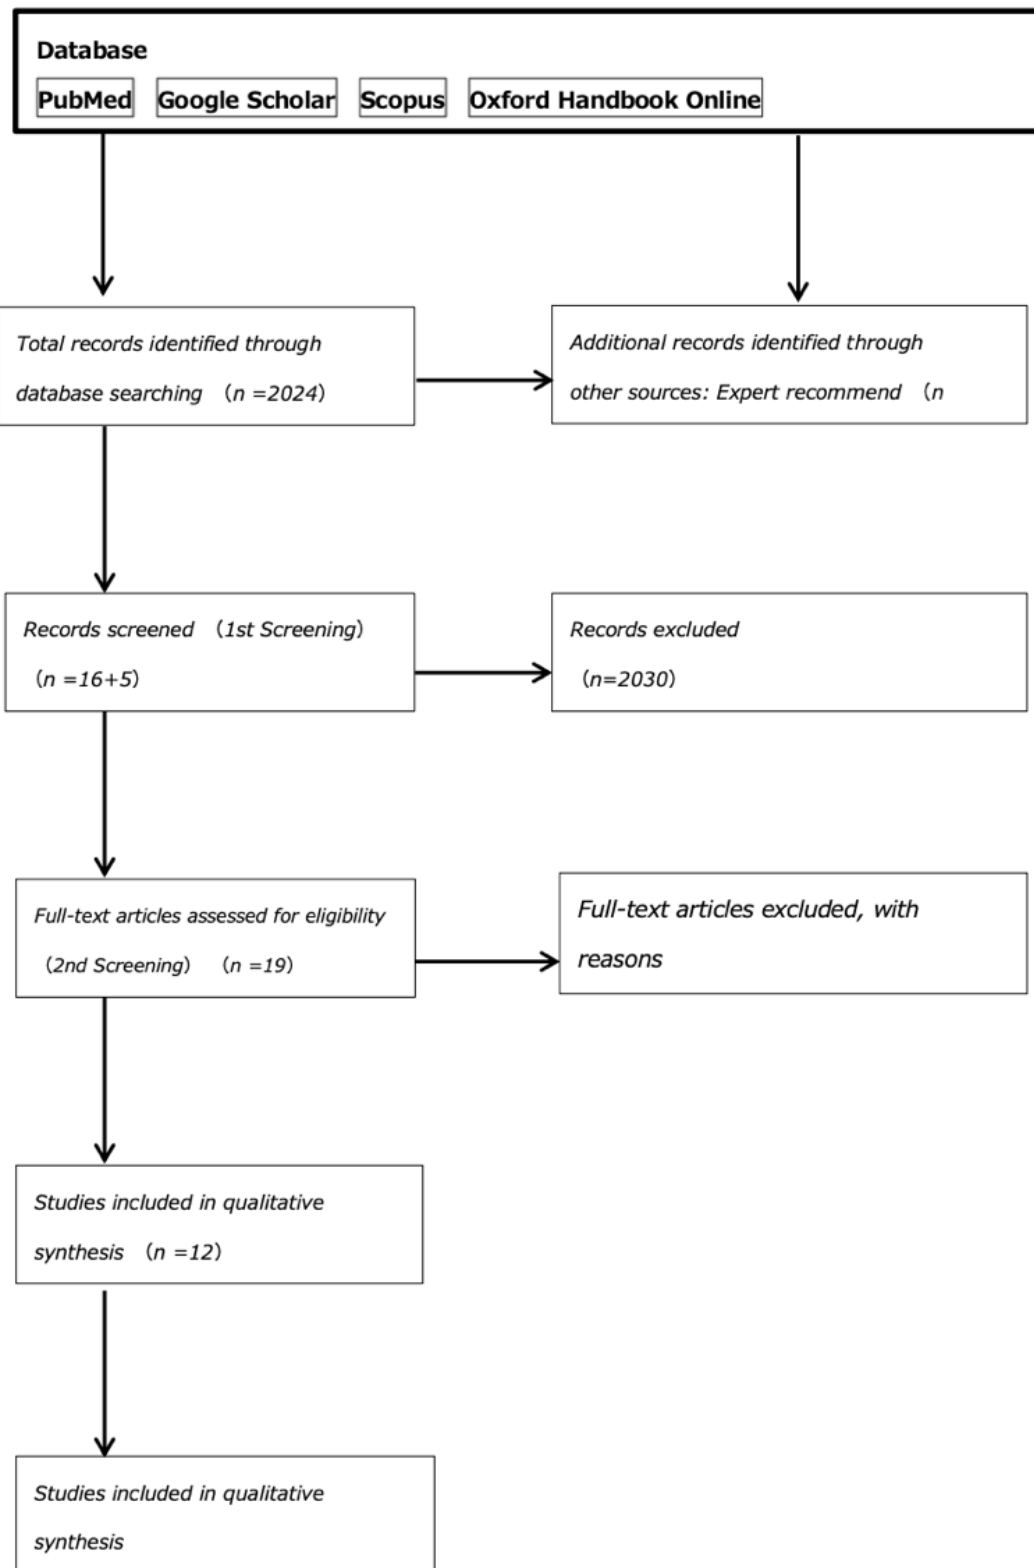 Database
PubMed Google Scholar Scopus Oxford Handbook Online
Total records identified through
database searching （n =2024）
Additional records identified through
other sources: Expert recommend （n
Records screened （1st Screening）
（n =16+5）
Records excluded
（n=2030）
Full-text articles assessed for eligibility
（2nd Screening） （n =19）
Full-text articles excluded, with
reasons
Studies included in qualitative
synthesis （n =12）
Studies included in qualitative
synthesis